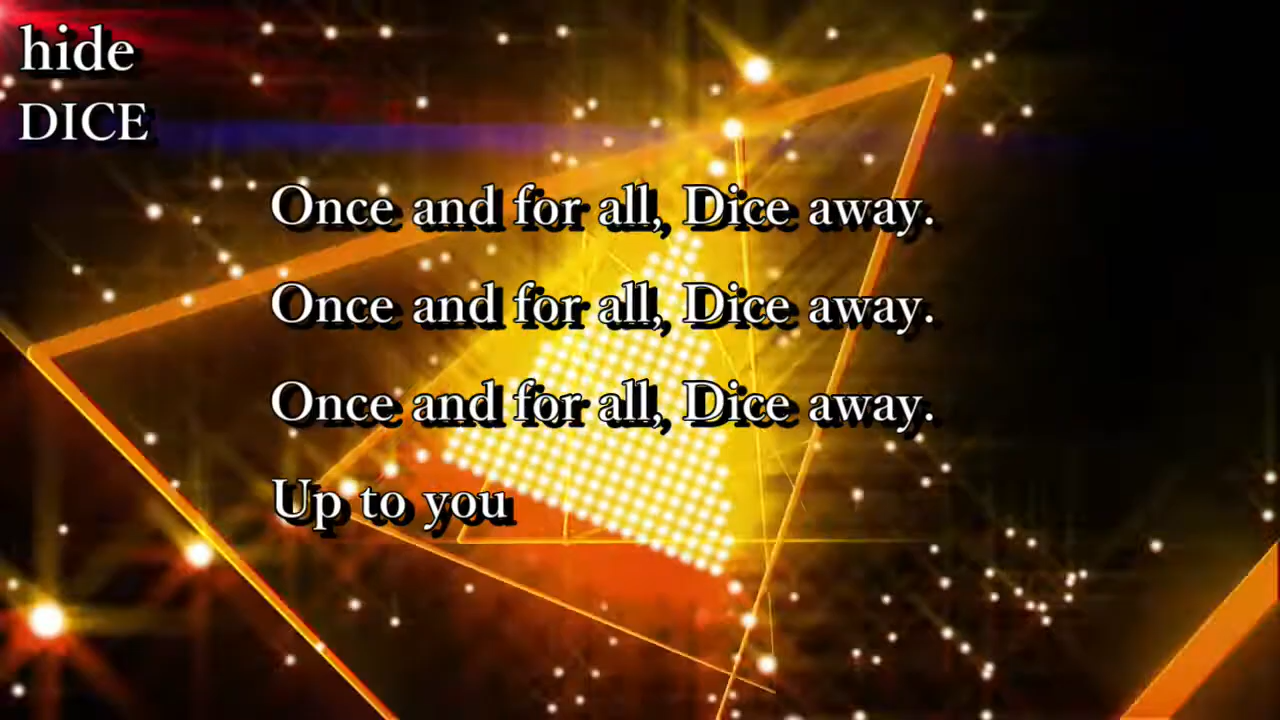 hide
DICE
Once and for all, Dice away.
Once and for all, Dice away.
Once and for all, Dice away.
Up to you